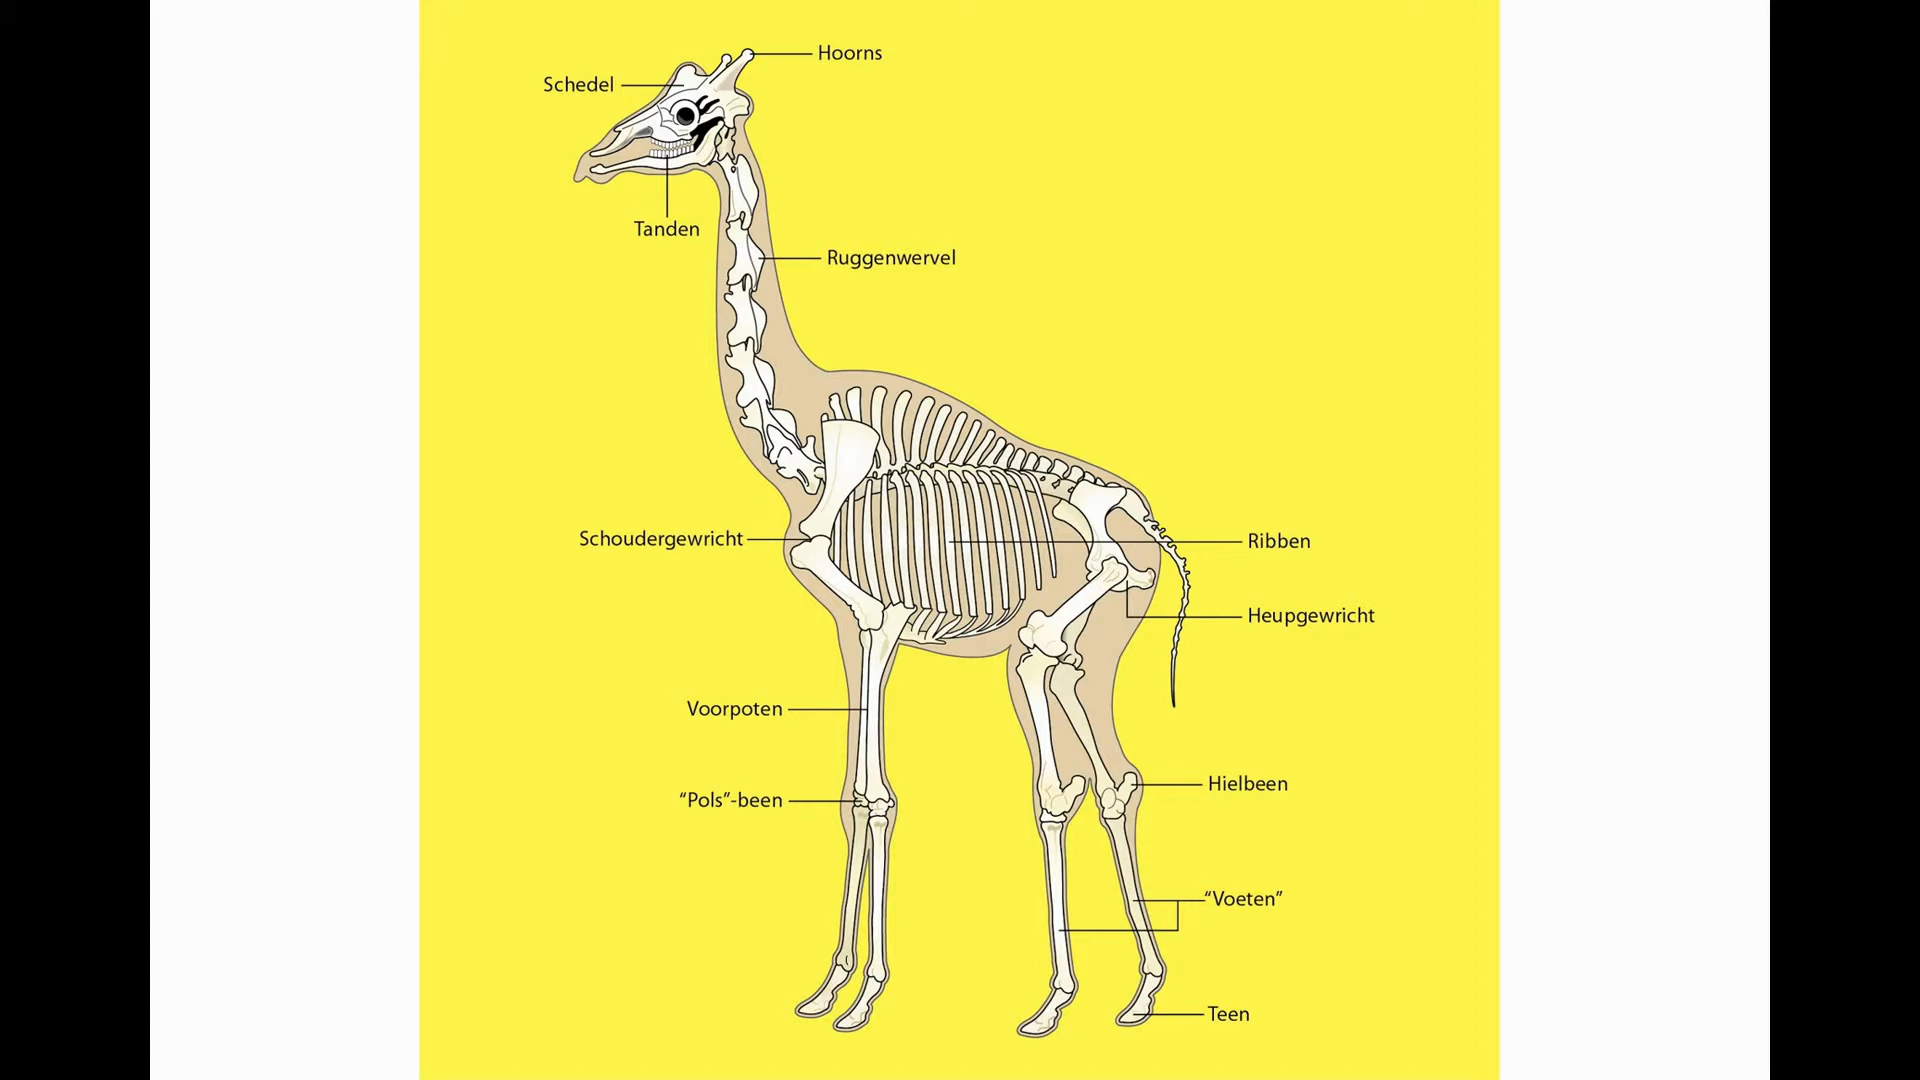 Hoorns
Schedel
Tanden
Ruggenwervel
Schoudergewricht
Ribben
Heupgewricht
Voorpoten
Hielbeen
“Pols”-been
“Voeten”
Teen